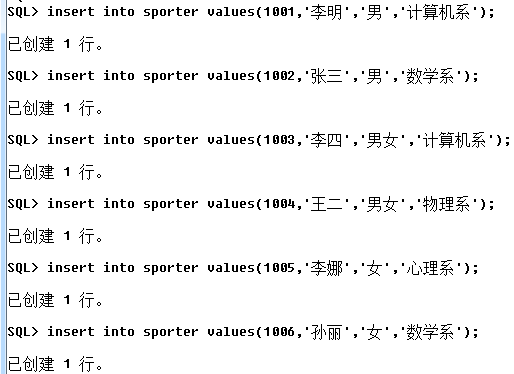 SQL> insert into sporter values(1001,'李明','男','计算机系');
已创建 1 行。
SQL> insert into sporter values(1002,'张三','男','数学系');
已创建 1 行。
SQL> insert into sporter values(1003,'李四','男女','计算机系');
已创建 1 行。
SQL> insert into sporter values(1004,'王二','男女','物理系');
已创建 1 行。
SQL> insert into sporter values(1005,'李娜','女','心理系');
已创建 1 行。
SQL> insert into sporter values(1006,'孙丽','女','数学系');
已创建 1 行。